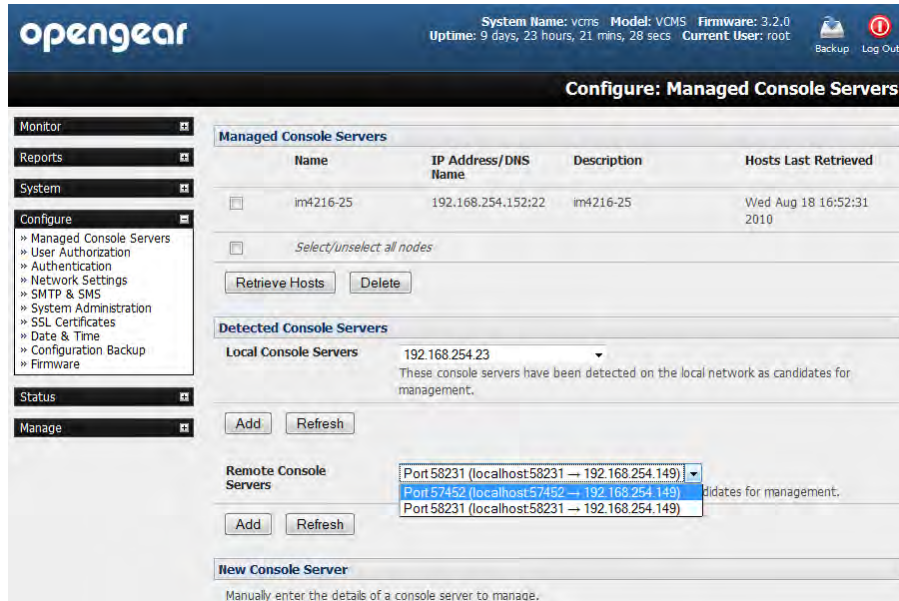 opengear
System Name: vcms Model: VCMS Firmware: 3.2.0
Uptime: 9 days, 23 hours, 21 mins, 28 secs Current User: root
Backup Log Out
Configure: Managed Console Servers
Monitor
Reports
System
Configure
» Managed Console Servers
» User Authorization
» Authentication
» Network Settings
» SMTP & SMS
» System Administration
» SSL Certificates
» Date & Time
» Configuration Backup
» Firmware
Status
Manage
Managed Console Servers
Name IP Address/DNS Name Description Hosts Last Retrieved
im4216-25 192.168.254.152:22 im4216-25 Wed Aug 18 16:52:31 2010
Select/unselect all nodes
Retrieve Hosts Delete
Detected Console Servers
Local Console Servers 192.168.254.23
These console servers have been detected on the local network as candidates for
management.
Add Refresh
Remote Console Servers Port 58231 (localhost:58231 → 192.168.254.149)
Port 57452 (localhost:57452 → 192.168.254.149) didates for management.
Port 58231 (localhost:58231 → 192.168.254.149)
Add Refresh
New Console Server
Manually enter the details of a console server to manage.